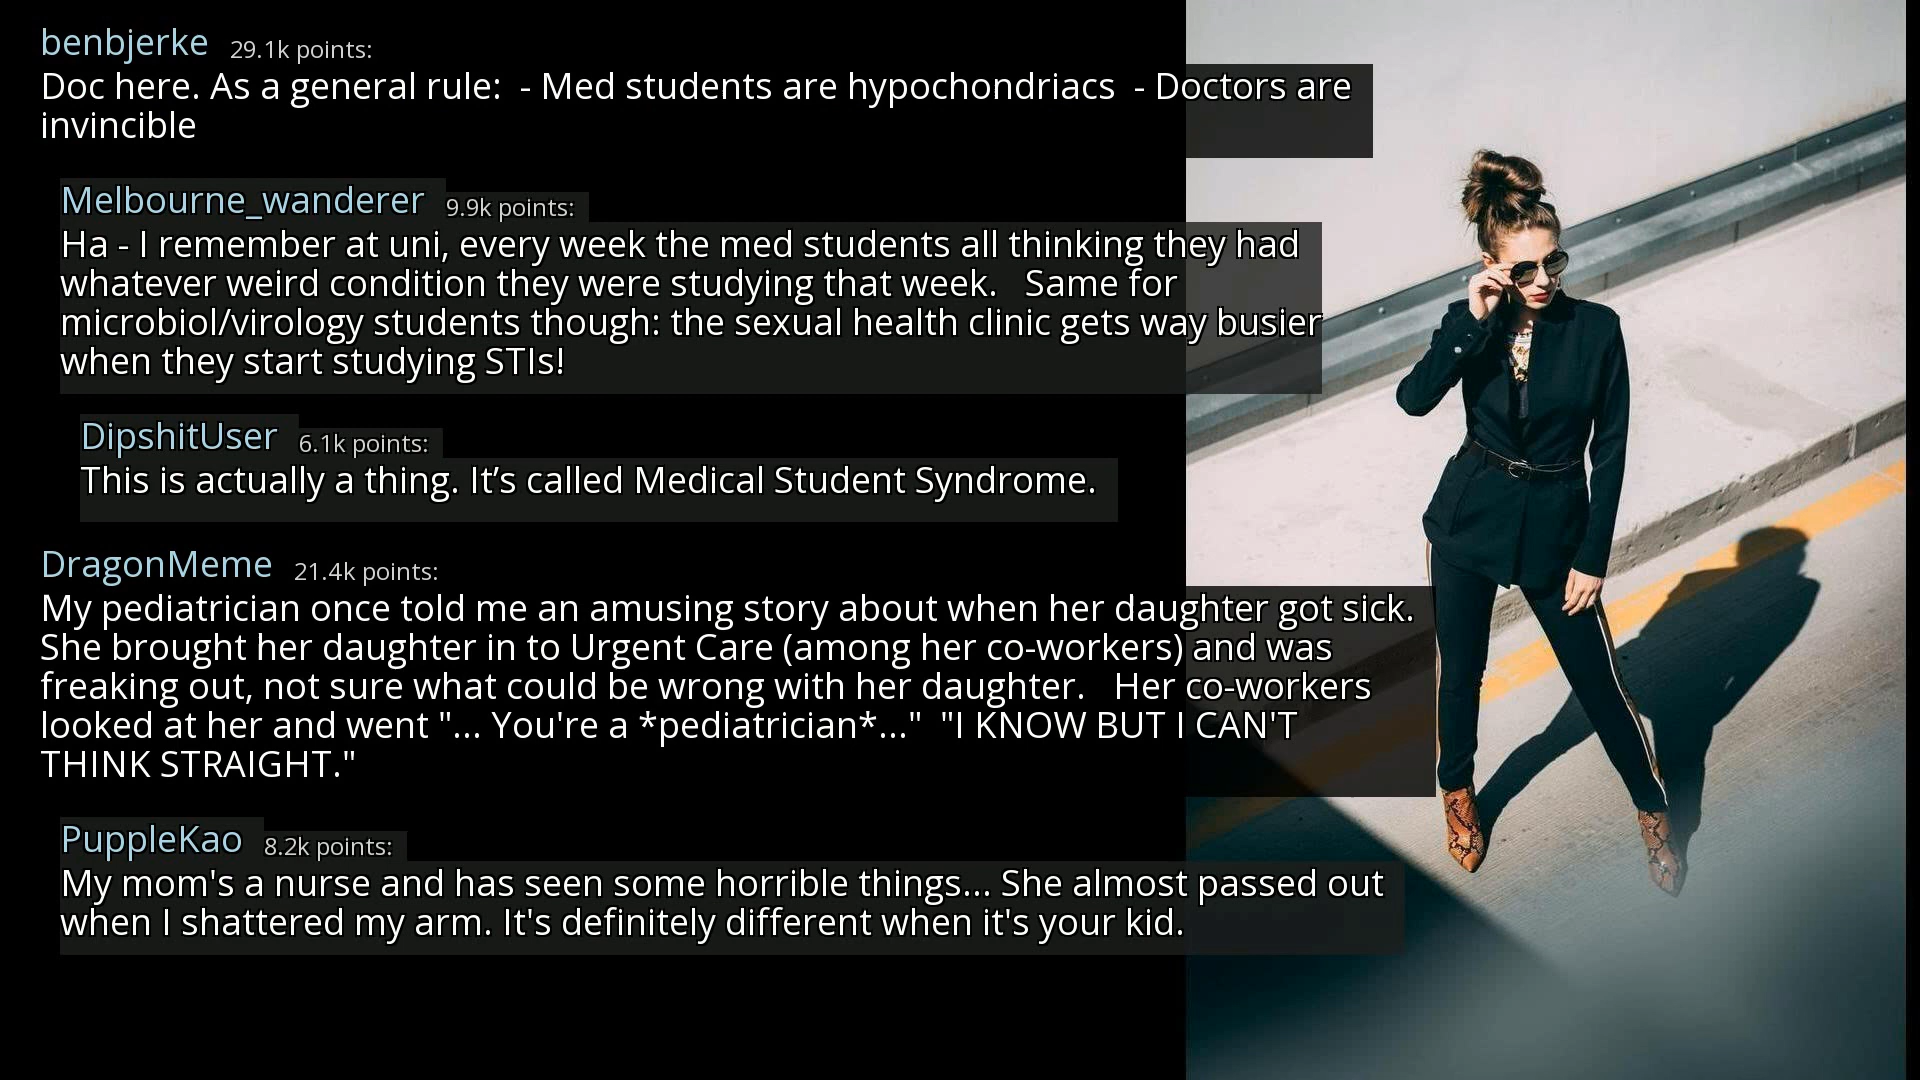 benbjerke 29.1k points:
Doc here. As a general rule:  - Med students are hypochondriacs  - Doctors are
invincible
Melbourne_wanderer 9.9k points:
Ha - I remember at uni, every week the med students all thinking they had
whatever weird condition they were studying that week.   Same for
microbiol/virology students though: the sexual health clinic gets way busier
when they start studying STIs!
DipshitUser 6.1k points:
This is actually a thing. It’s called Medical Student Syndrome.
DragonMeme 21.4k points:
My pediatrician once told me an amusing story about when her daughter got sick.
She brought her daughter in to Urgent Care (among her co-workers) and was
freaking out, not sure what could be wrong with her daughter.   Her co-workers
looked at her and went "... You're a *pediatrician*..."  "I KNOW BUT I CAN'T
THINK STRAIGHT."
PuppleKao 8.2k points:
My mom's a nurse and has seen some horrible things... She almost passed out
when I shattered my arm. It's definitely different when it's your kid.